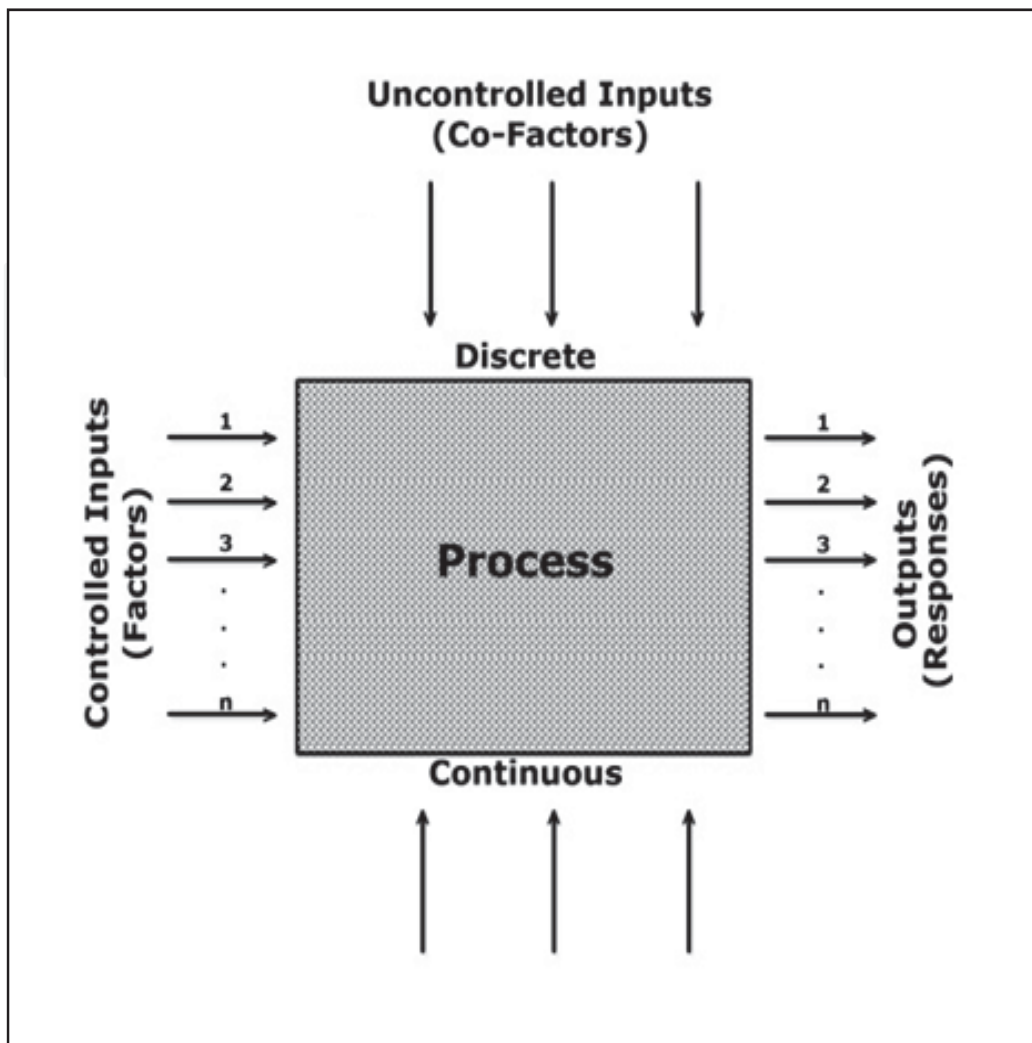 Uncontrolled Inputs
(Co-Factors)
Discrete
Controlled Inputs
(Factors)
1
2
3
.
.
.
n
Process
1
2
3
.
.
.
n
Outputs
(Responses)
Continuous